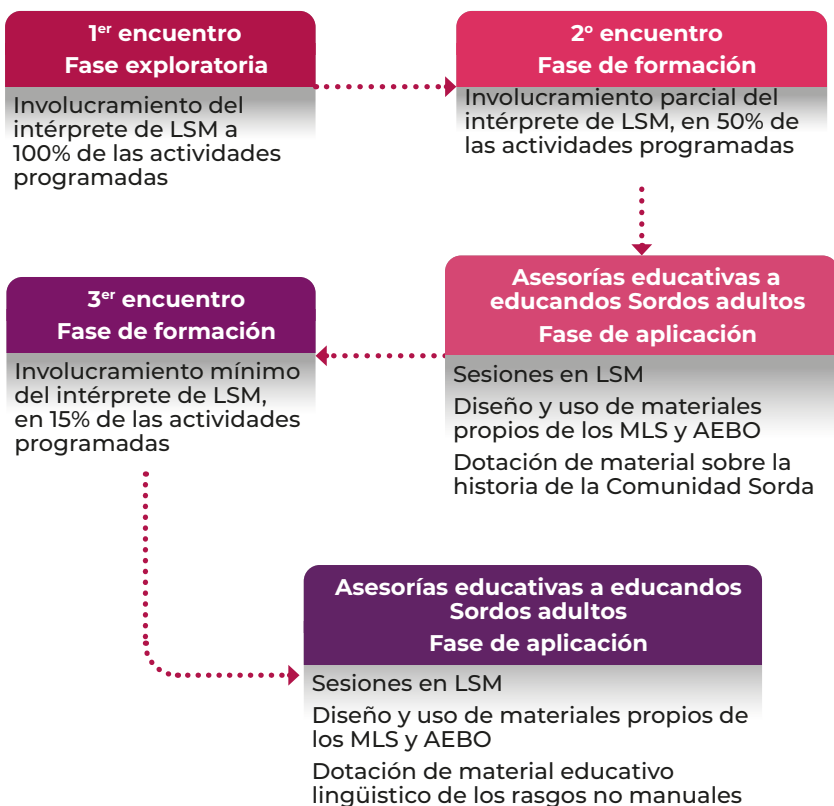 1er encuentro
Fase exploratoria
Involucramiento del
intérprete de LSM a
100% de las actividades
programadas
2o encuentro
Fase de formación
Involucramiento parcial del
intérprete de LSM, en 50% de
las actividades programadas
Asesorías educativas a
educandos Sordos adultos
Fase de aplicación
Sesiones en LSM
Diseño y uso de materiales
propios de los MLS y AEBO
Dotación de material sobre la
historia de la Comunidad Sorda
3er encuentro
Fase de formación
Involucramiento mínimo
del intérprete de LSM,
en 15% de las actividades
programadas
Asesorías educativas a educandos
Sordos adultos
Fase de aplicación
Sesiones en LSM
Diseño y uso de materiales propios de
los MLS y AEBO
Dotación de material educativo
lingüistico de los rasgos no manuales